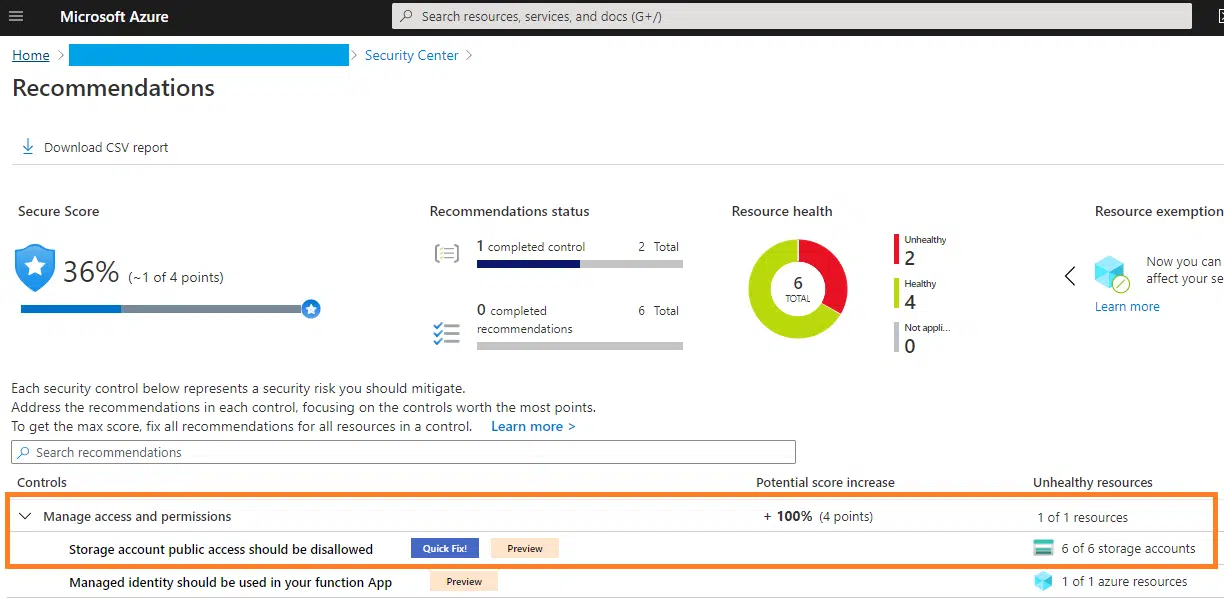 Microsoft Azure
Search resources, services, and docs (G+/)
Home > > Security Center >
Recommendations
Download CSV report
Secure Score
36% (~1 of 4 points)
Recommendations status
1 completed control 2 Total
0 completed
recommendations
6 Total
Resource health
6
TOTAL
Unhealthy
2
Healthy
4
Not appli...
0
Resource exemption
Now you can
affect your se
Learn more
Each security control below represents a security risk you should mitigate.
Address the recommendations in each control, focusing on the controls worth the most points.
To get the max score, fix all recommendations for all resources in a control. Learn more >
Search recommendations
Controls Potential score increase Unhealthy resources
Manage access and permissions + 100% (4 points) 1 of 1 resources
Storage account public access should be disallowed Quick Fix! Preview 6 of 6 storage accounts
Managed identity should be used in your function App Preview 1 of 1 azure resources